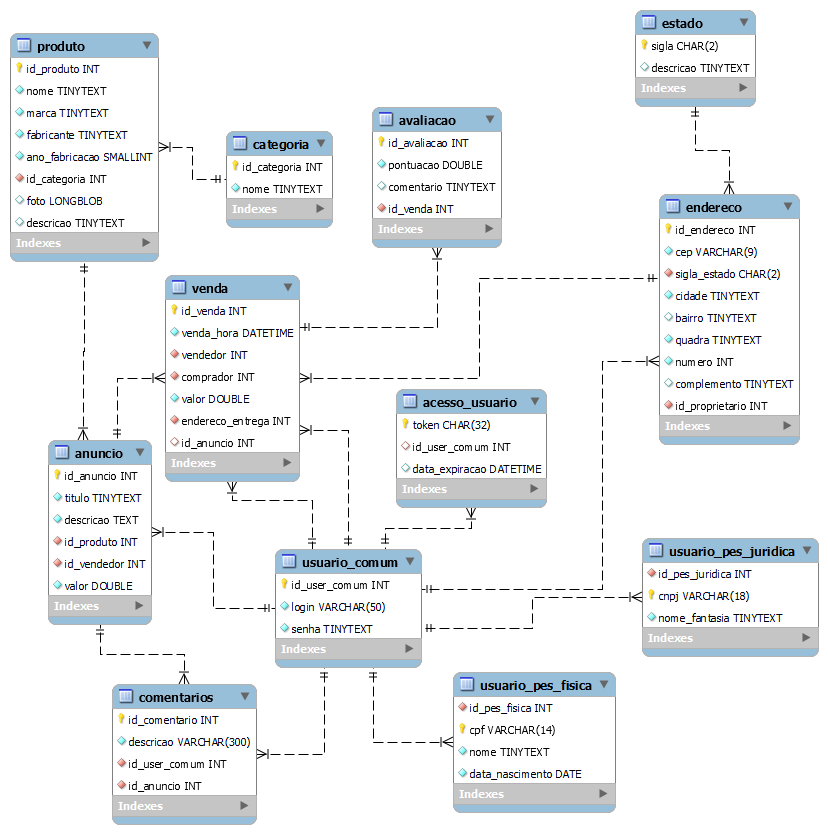 estado
sigla CHAR(2)
descricao TINYTEXT
Indexes
produto
id_produto INT
nome TINYTEXT
marca TINYTEXT
fabricante TINYTEXT
ano_fabricacao SMALLINT
id_categoria INT
foto LONGBLOB
descricao TINYTEXT
Indexes
categoria
id_categoria INT
nome TINYTEXT
Indexes
avaliacao
id_avaliacao INT
pontuacao DOUBLE
comentario TINYTEXT
id_venda INT
Indexes
endereco
id_endereco INT
cep VARCHAR(9)
sigla_estado CHAR(2)
cidade TINYTEXT
bairro TINYTEXT
quadra TINYTEXT
numero INT
complemento TINYTEXT
id_proprietario INT
Indexes
venda
id_venda INT
venda_hora DATETIME
vendedor INT
comprador INT
valor DOUBLE
endereco_entrega INT
id_anuncio INT
Indexes
acesso_usuario
token CHAR(32)
id_user_comum INT
data_expiracao DATETIME
Indexes
anuncio
id_anuncio INT
titulo TINYTEXT
descricao TEXT
id_produto INT
id_vendedor INT
valor DOUBLE
Indexes
usuario_comum
id_user_comum INT
login VARCHAR(50)
senha TINYTEXT
Indexes
usuario_pes_juridica
id_pes_juridica INT
cnpj VARCHAR(18)
nome_fantasia TINYTEXT
Indexes
comentarios
id_comentario INT
descricao VARCHAR(300)
id_user_comum INT
id_anuncio INT
Indexes
usuario_pes_fisica
id_pes_fisica INT
cpf VARCHAR(14)
nome TINYTEXT
data_nascimento DATE
Indexes